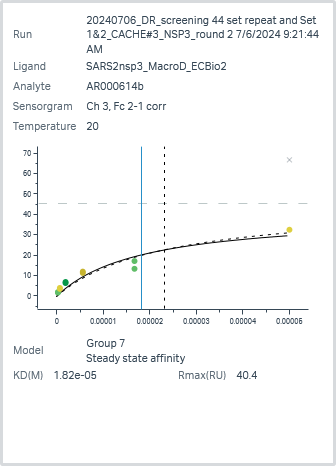 Run 20240706_DR_screening 44 set repeat and Set
1&2_CACHE#3_NSP3_round 2 7/6/2024 9:21:44
AM
Ligand SARS2nsp3_MacroD_ECBio2
Analyte AR000614b
Sensorgram Ch 3, Fc 2-1 corr
Temperature 20
70
60
50
40
30
20
10
0
0 0.00001 0.00002 0.00003 0.00004 0.00005
Model Group 7
Steady state affinity
KD(M) 1.82e-05 Rmax(RU) 40.4